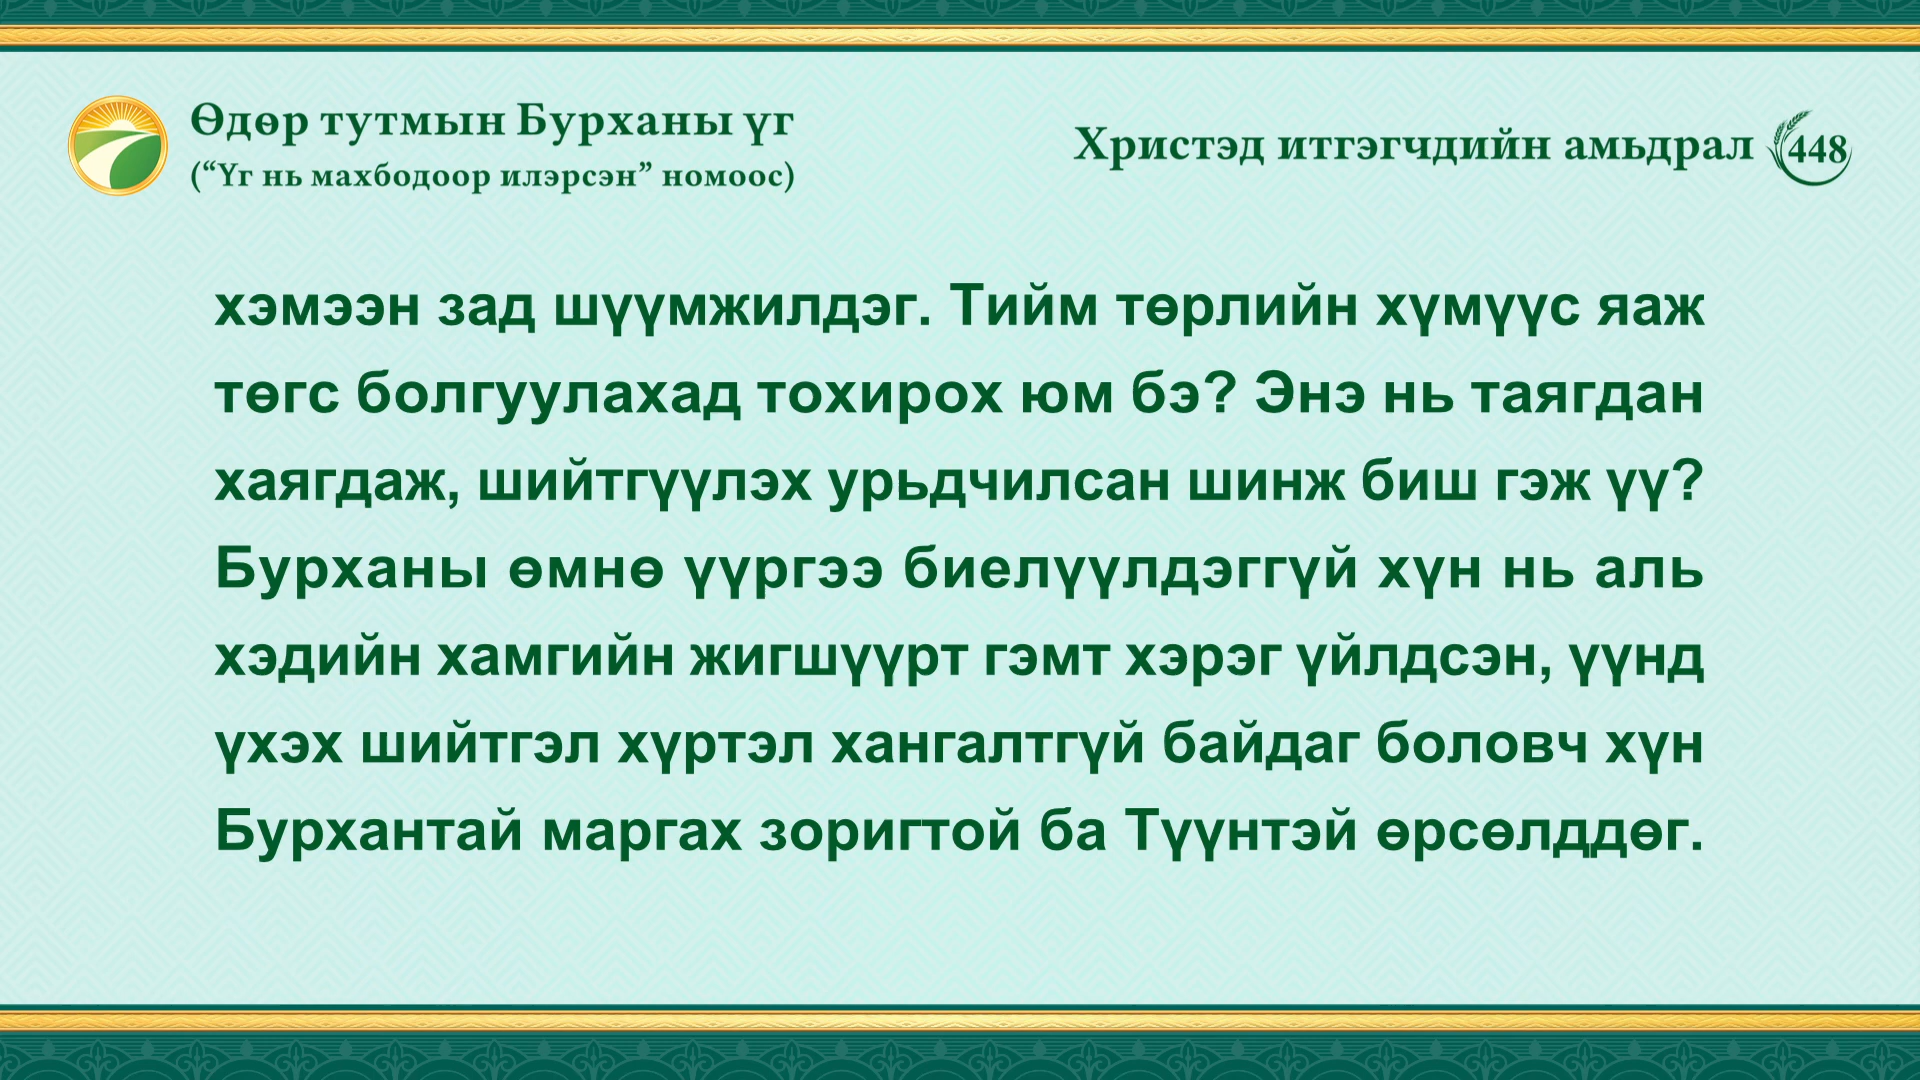 Өдөр тутмын Бурханы үг
(“Үг нь махбодоор илэрсэн” номоос)
Христэд итгэгчдийн амьдрал 448
хэмээн зад шүүмжилдэг. Тийм төрлийн хүмүүс яаж
төгс болгуулахад тохирох юм бэ? Энэ нь таягдан
хаягдаж, шийтгүүлэх урьдчилсан шинж биш гэж үү?
Бурханы өмнө үүргээ биелүүлдэггүй хүн нь аль
хэдийн хамгийн жигшүүрт гэмт хэрэг үйлдсэн, үүнд
үхэх шийтгэл хүртэл хангалтгүй байдаг боловч хүн
Бурхантай маргах зоригтой ба Түүнтэй өрсөлддөг.